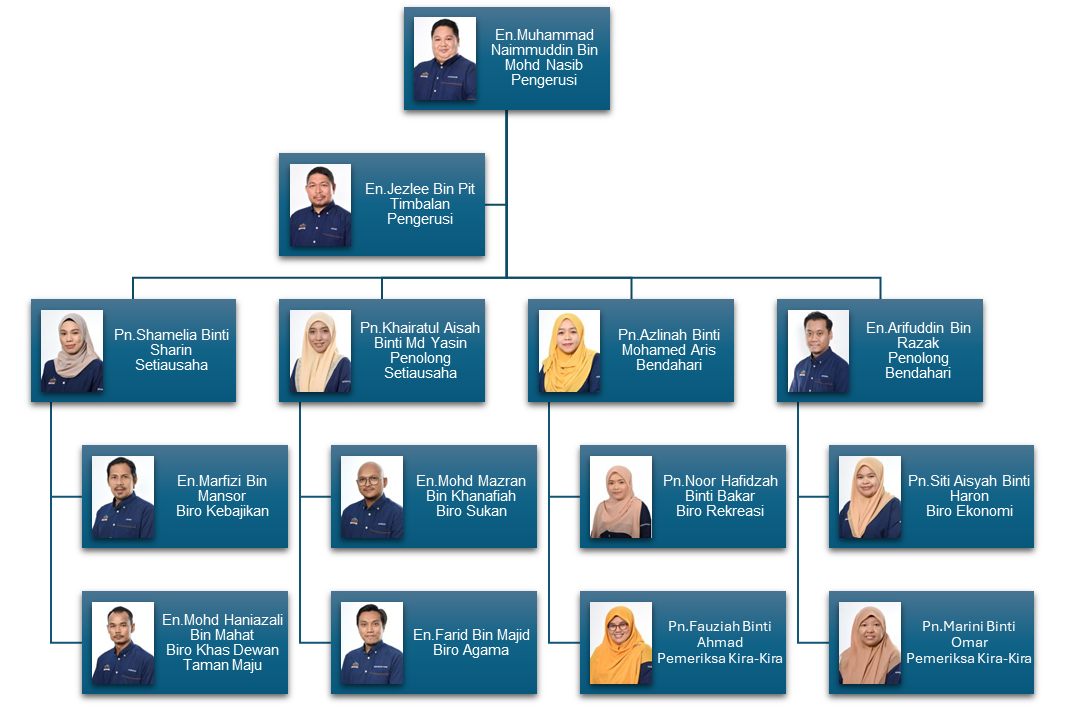 En.Muhammad
Naimmuddin Bin
Mohd Nasib
Pengerusi
En.Jezlee Bin Pit
Timbalan
Pengerusi
Pn.Shamelia Binti
Sharin
Setiausaha
Pn.Khairatul Aisah
Binti Md Yasin
Penolong
Setiausaha
Pn.Azlinah Binti
Mohamed Aris
Bendahari
En.Arifuddin Bin
Razak
Penolong
Bendahari
En.Marfizi Bin
Mansor
Biro Kebajikan
En.Mohd Mazran
Bin Khanafiah
Biro Sukan
Pn.Noor Hafidzah
Binti Bakar
Biro Rekreasi
Pn.Siti Aisyah Binti
Haron
Biro Ekonomi
En.Mohd Haniazali
Bin Mahat
Biro Khas Dewan
Taman Maju
En.Farid Bin Majid
Biro Agama
Pn.Fauziah Binti
Ahmad
Pemeriksa Kira-Kira
Pn.Marini Binti
Omar
Pemeriksa Kira-Kira